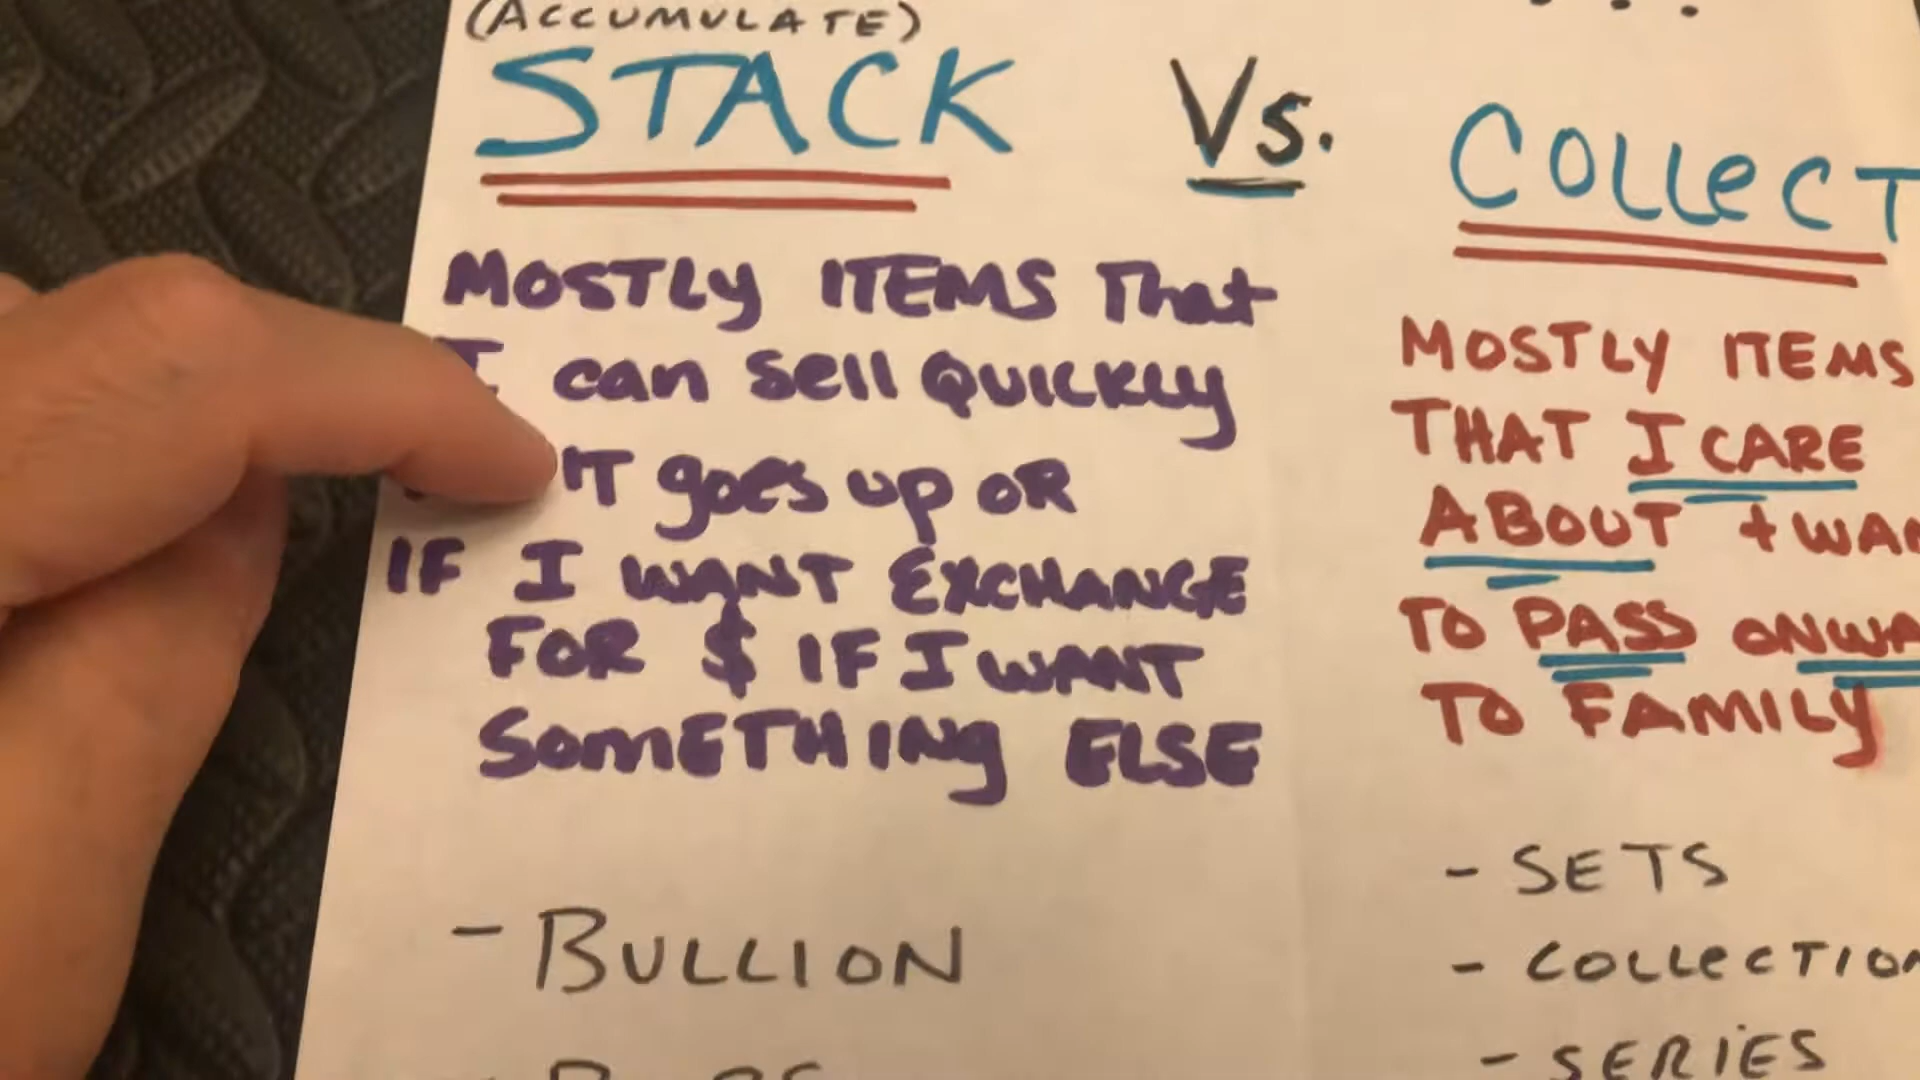 (ACCUMULATE)
STACK Vs. COLLECT
MOSTLY ITEMS That
I can sell QUICKLY
IT goes up OR
IF I WANT EXCHANGE
FOR $ IF I WANT
SOMETHING ELSE
- BULLION
MOSTLY ITEMS
THAT I CARE
ABOUT +
TO PASS
TO FAMILY
- SETS
- COLLECTION
- SERIES